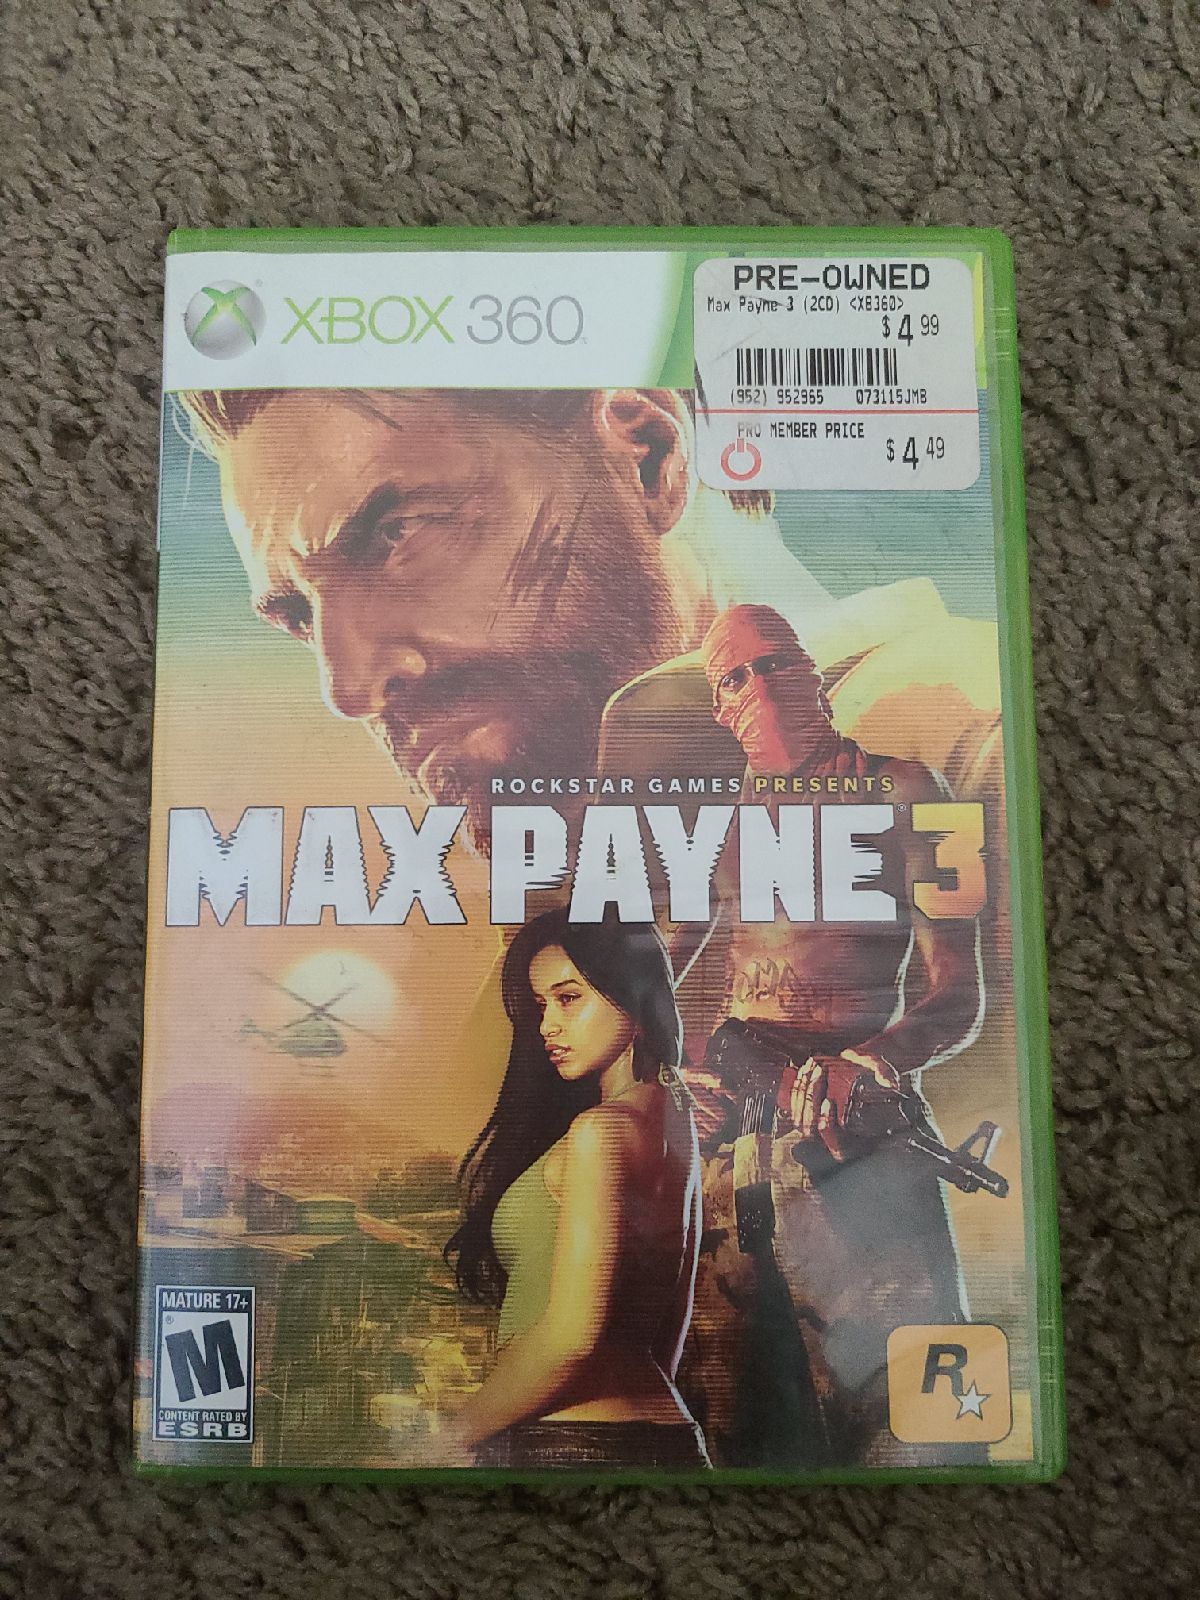 XBOX 360
PRE-OWNED
Max Payne 3 (2CD) <XB360>
$ 4 99
(952) 952965 073115JMB
PRO MEMBER PRICE
$ 4 49
ROCKSTAR GAMES PRESENTS
MAX PAYNE® 3
MATURE 17+
M
®
CONTENT RATED BY
ESRB
R